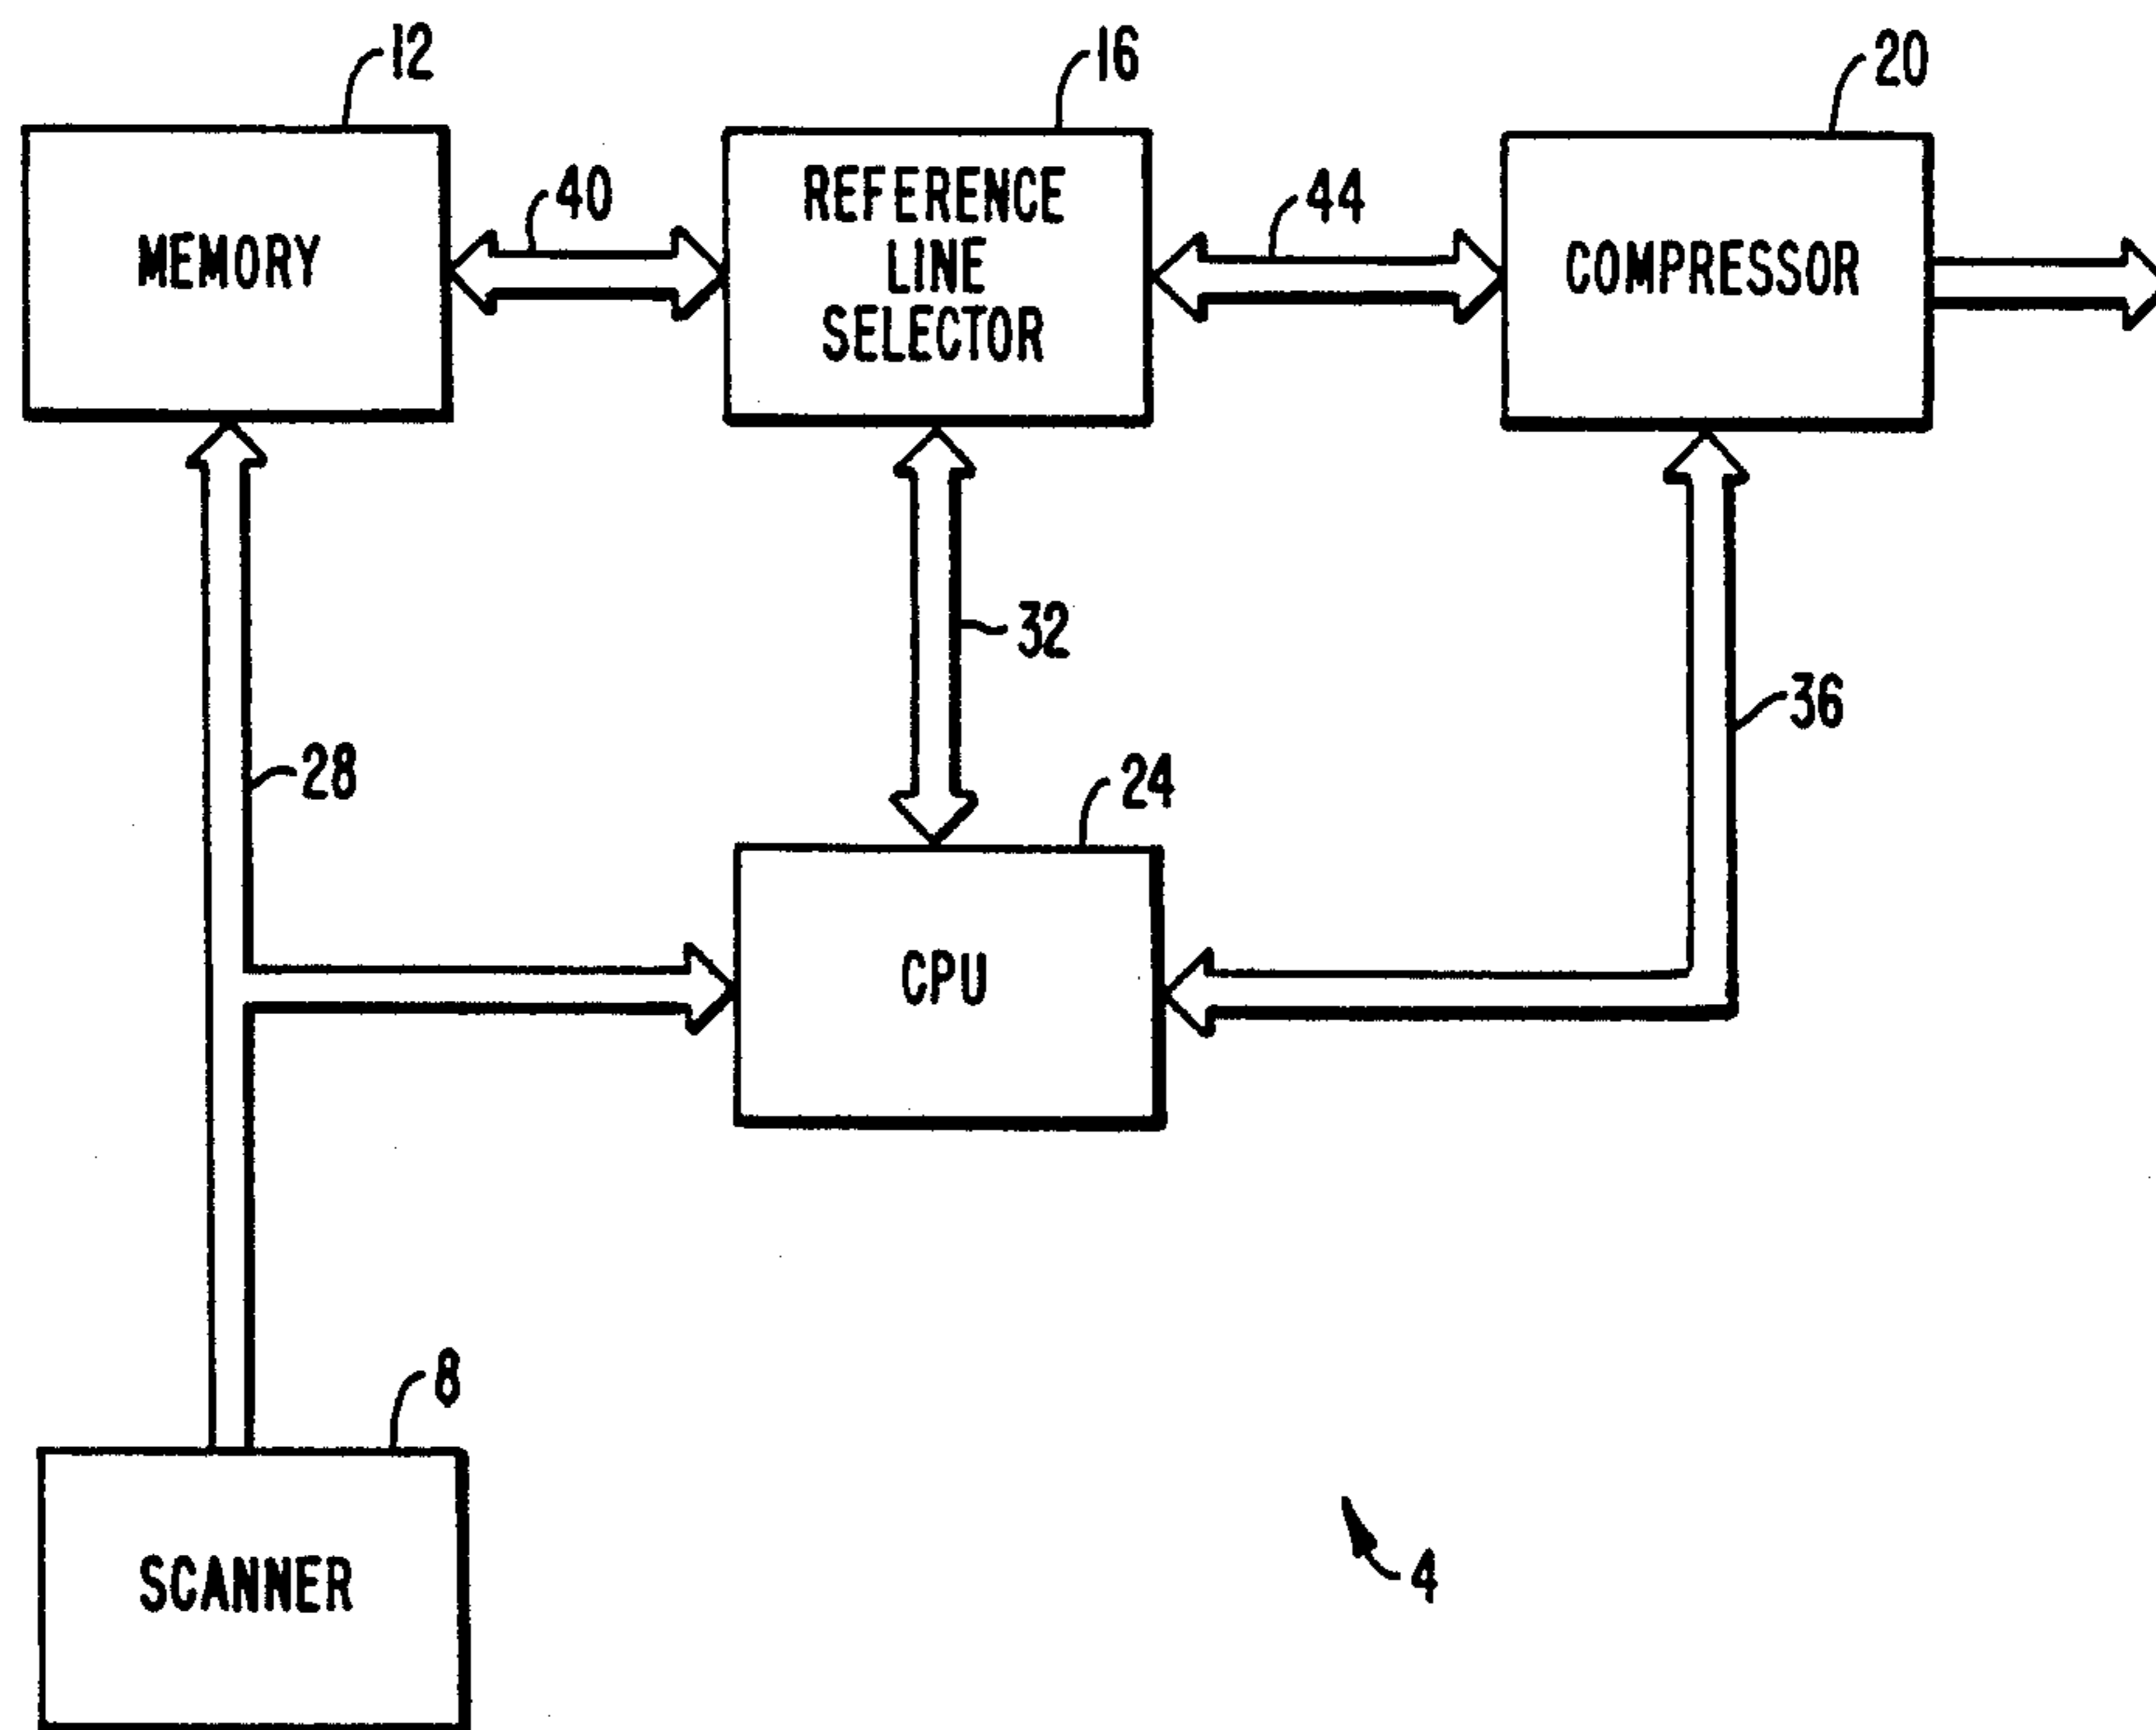 12
16
20
MEMORY
40
REFERENCE
LINE
SELECTOR
44
COMPRESSOR
32
36
28
24
CPU
8
SCANNER
4